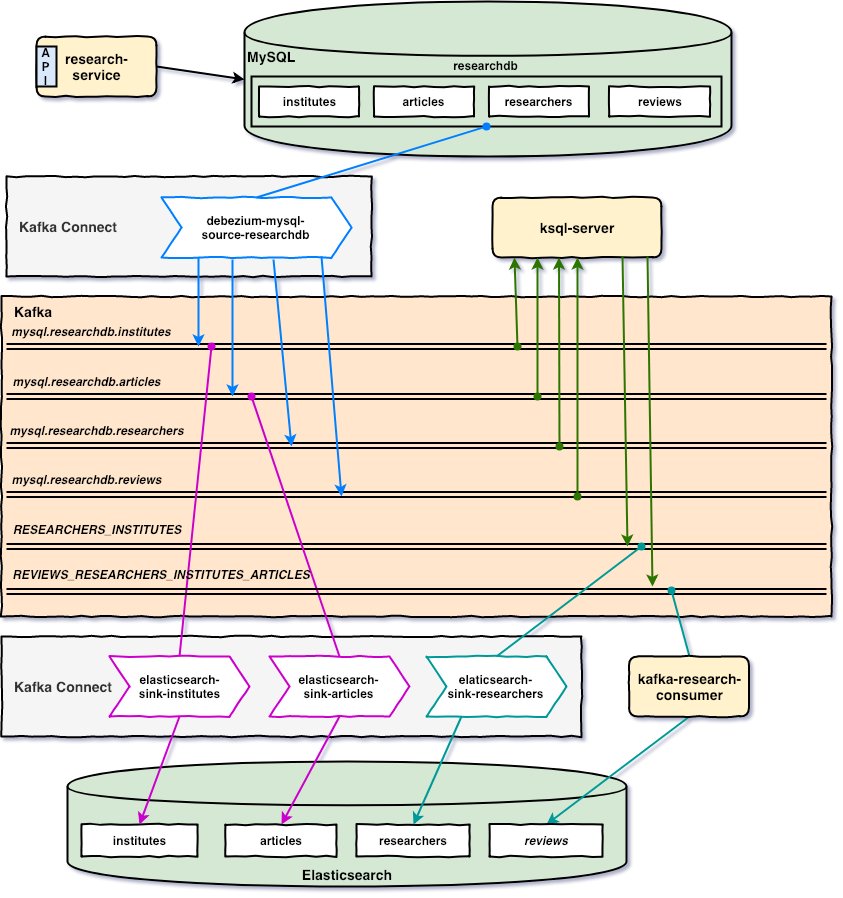 A
P
I
research-
service
MySQL
researchdb
institutes
articles
researchers
reviews
Kafka Connect
debezium-mysql-
source-researchdb
ksql-server
Kafka
mysql.researchdb.institutes
mysql.researchdb.articles
mysql.researchdb.researchers
mysql.researchdb.reviews
RESEARCHERS_INSTITUTES
REVIEWS_RESEARCHERS_INSTITUTES_ARTICLES
Kafka Connect
elasticsearch-
sink-institutes
elasticsearch-
sink-articles
elaticsearch-
sink-researchers
kafka-research-
consumer
institutes
articles
researchers
reviews
Elasticsearch